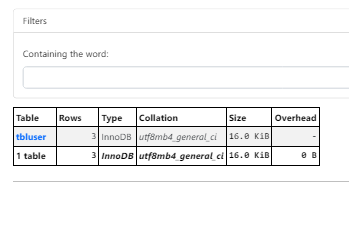 Filters
Containing the word:
Table Rows Type Collation Size Overhead
tbluser 3 InnoDB utf8mb4_general_ci 16.0 KiB -
1 table 3 InnoDB utf8mb4_general_ci 16.0 KiB 0 B